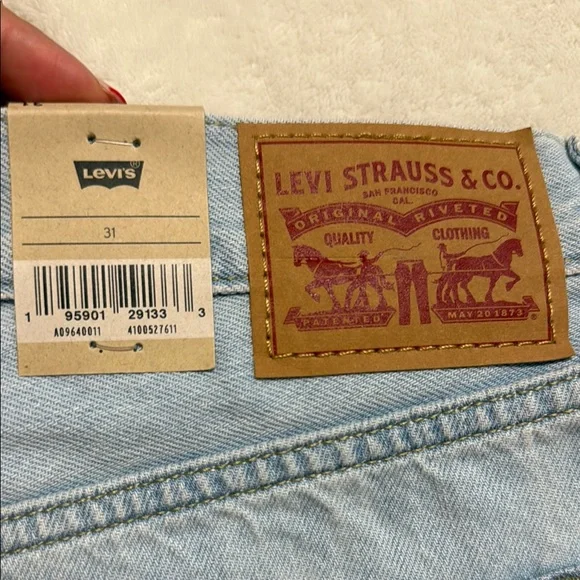 LEVI'S®
31
1 95901 29133 3
A09640011 4100527611
LEVI STRAUSS & CO.
SAN FRANCISCO
CAL.
ORIGINAL RIVETED
QUALITY CLOTHING
PATENTED MAY 20 1873 ®